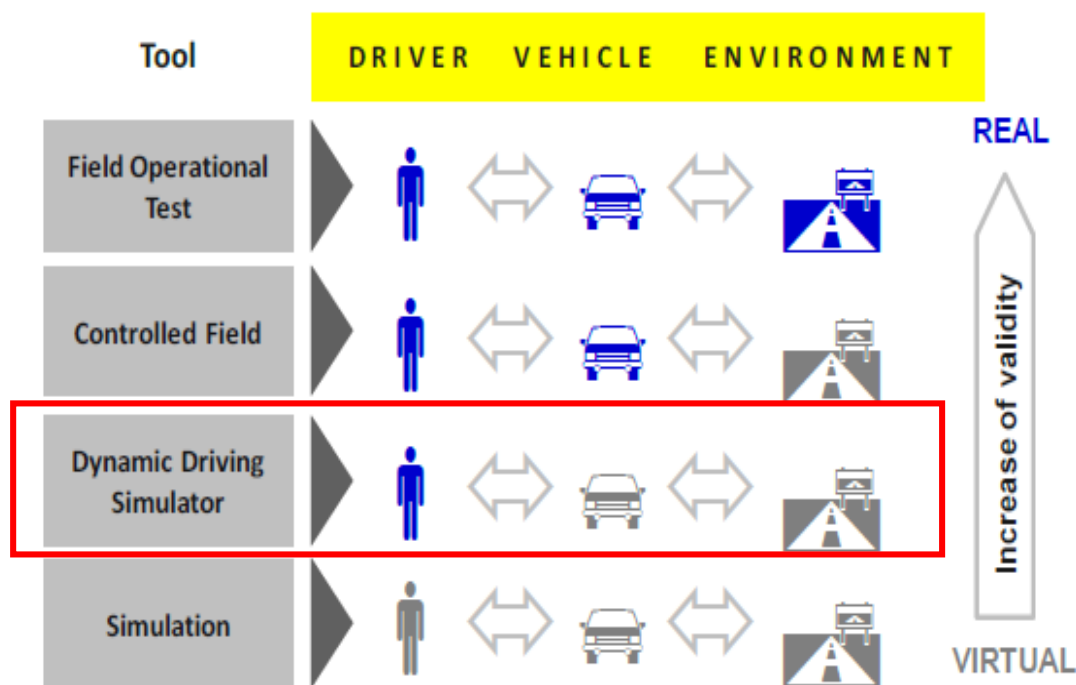 Tool
DRIVER VEHICLE ENVIRONMENT
REAL
Field Operational
Test
Controlled Field
Dynamic Driving
Simulator
Simulation
Increase of validity
VIRTUAL